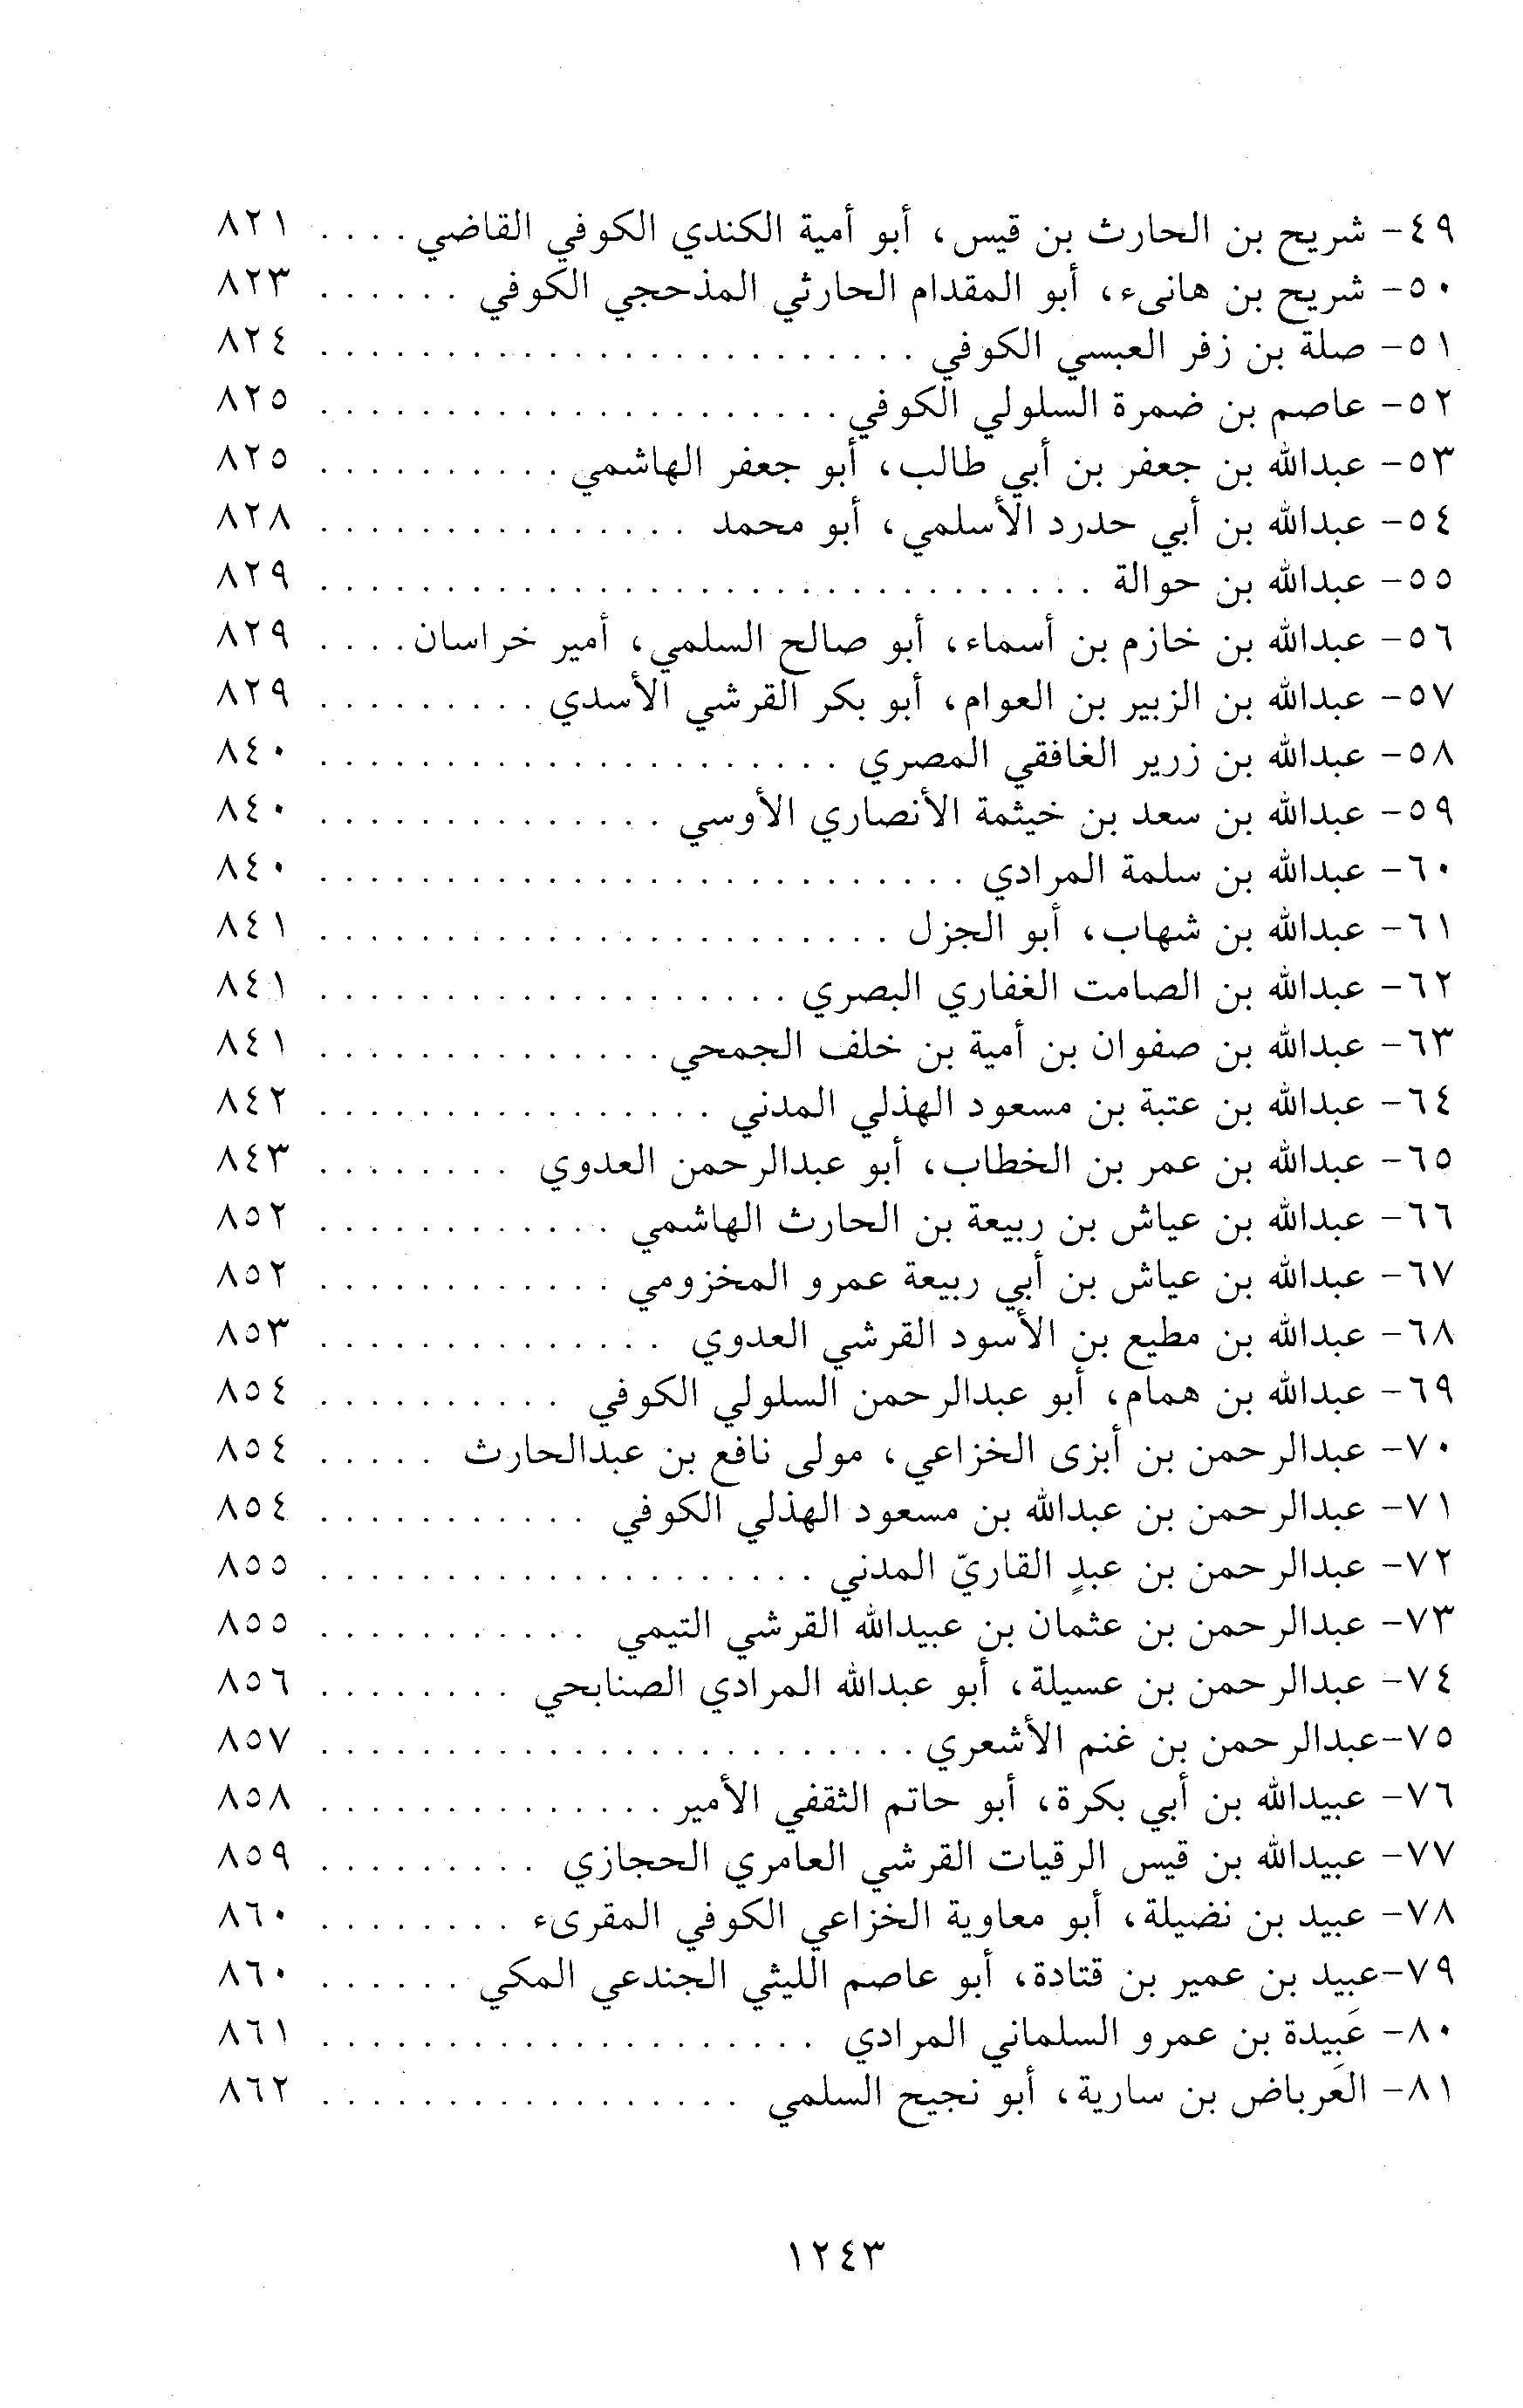 ٤٩- شريح بن الحارث بن قيس، أبو أمية الكندي الكوفي القاضي . . . . ٨٢١
٥٠- شريح بن هانىء، أبو المقدام الحارثي المذحجي الكوفي . . . . . . ٨٢٣
٥١- صلة بن زفر العبسي الكوفي . . . . . . . . . . . . . . . . . . . . . . . . ٨٢٤
٥٢- عاصم بن ضمرة السلولي الكوفي . . . . . . . . . . . . . . . . . . . . . ٨٢٥
٥٣- عبدالله بن جعفر بن أبي طالب، أبو جعفر الهاشمي . . . . . . . . . . ٨٢٥
٥٤- عبدالله بن أبي حدرد الأسلمي، أبو محمد . . . . . . . . . . . . . . . ٨٢٨
٥٥- عبدالله بن حوالة . . . . . . . . . . . . . . . . . . . . . . . . . . . . . . . ٨٢٩
٥٦- عبدالله بن خازم بن أسماء، أبو صالح السلمي، أمير خراسان . . . . ٨٢٩
٥٧- عبدالله بن الزبير بن العوام، أبو بكر القرشي الأسدي . . . . . . . . . ٨٢٩
٥٨- عبدالله بن زرير الغافقي المصري . . . . . . . . . . . . . . . . . . . . . ٨٤٠
٥٩- عبدالله بن سعد بن خيثمة الأنصاري الأوسي . . . . . . . . . . . . . . ٨٤٠
٦٠- عبدالله بن سلمة المرادي . . . . . . . . . . . . . . . . . . . . . . . . . . ٨٤٠
٦١- عبدالله بن شهاب، أبو الجزل . . . . . . . . . . . . . . . . . . . . . . . ٨٤١
٦٢- عبدالله بن الصامت الغفاري البصري . . . . . . . . . . . . . . . . . . . ٨٤١
٦٣- عبدالله بن صفوان بن أمية بن خلف الجمحي . . . . . . . . . . . . . . ٨٤١
٦٤- عبدالله بن عتبة بن مسعود الهذلي المدني . . . . . . . . . . . . . . . . ٨٤٢
٦٥- عبدالله بن عمر بن الخطاب، أبو عبدالرحمن العدوي . . . . . . . . ٨٤٣
٦٦- عبدالله بن عياش بن ربيعة بن الحارث الهاشمي . . . . . . . . . . . . ٨٥٢
٦٧- عبدالله بن عياش بن أبي ربيعة عمرو المخزومي . . . . . . . . . . . . ٨٥٢
٦٨- عبدالله بن مطيع بن الأسود القرشي العدوي . . . . . . . . . . . . . . ٨٥٣
٦٩- عبدالله بن همام، أبو عبدالرحمن السلولي الكوفي . . . . . . . . . . ٨٥٤
٧٠- عبدالرحمن بن أبزى الخزاعي، مولى نافع بن عبدالحارث . . . . . ٨٥٤
٧١- عبدالرحمن بن عبدالله بن مسعود الهذلي الكوفي . . . . . . . . . . . ٨٥٤
٧٢- عبدالرحمن بن عبدٍ القاريّ المدني . . . . . . . . . . . . . . . . . . . . ٨٥٥
٧٣- عبدالرحمن بن عثمان بن عبيدالله القرشي التيمي . . . . . . . . . . . ٨٥٥
٧٤- عبدالرحمن بن عسيلة، أبو عبدالله المرادي الصنابحي . . . . . . . . ٨٥٦
٧٥-عبدالرحمن بن غنم الأشعري . . . . . . . . . . . . . . . . . . . . . . . . ٨٥٧
٧٦- عبيدالله بن أبي بكرة، أبو حاتم الثقفي الأمير . . . . . . . . . . . . . . ٨٥٨
٧٧- عبيدالله بن قيس الرقيات القرشي العامري الحجازي . . . . . . . . . ٨٥٩
٧٨- عبيد بن نضيلة، أبو معاوية الخزاعي الكوفي المقرىء . . . . . . . . ٨٦٠
٧٩-عبيد بن عمير بن قتادة، أبو عاصم الليثي الجندعي المكي . . . . . . ٨٦٠
٨٠- عَبِيدة بن عمرو السلماني المرادي . . . . . . . . . . . . . . . . . . . . ٨٦١
٨١- العَرباض بن سارية، أبو نجيح السلمي . . . . . . . . . . . . . . . . . ٨٦٢
١٢٤٣